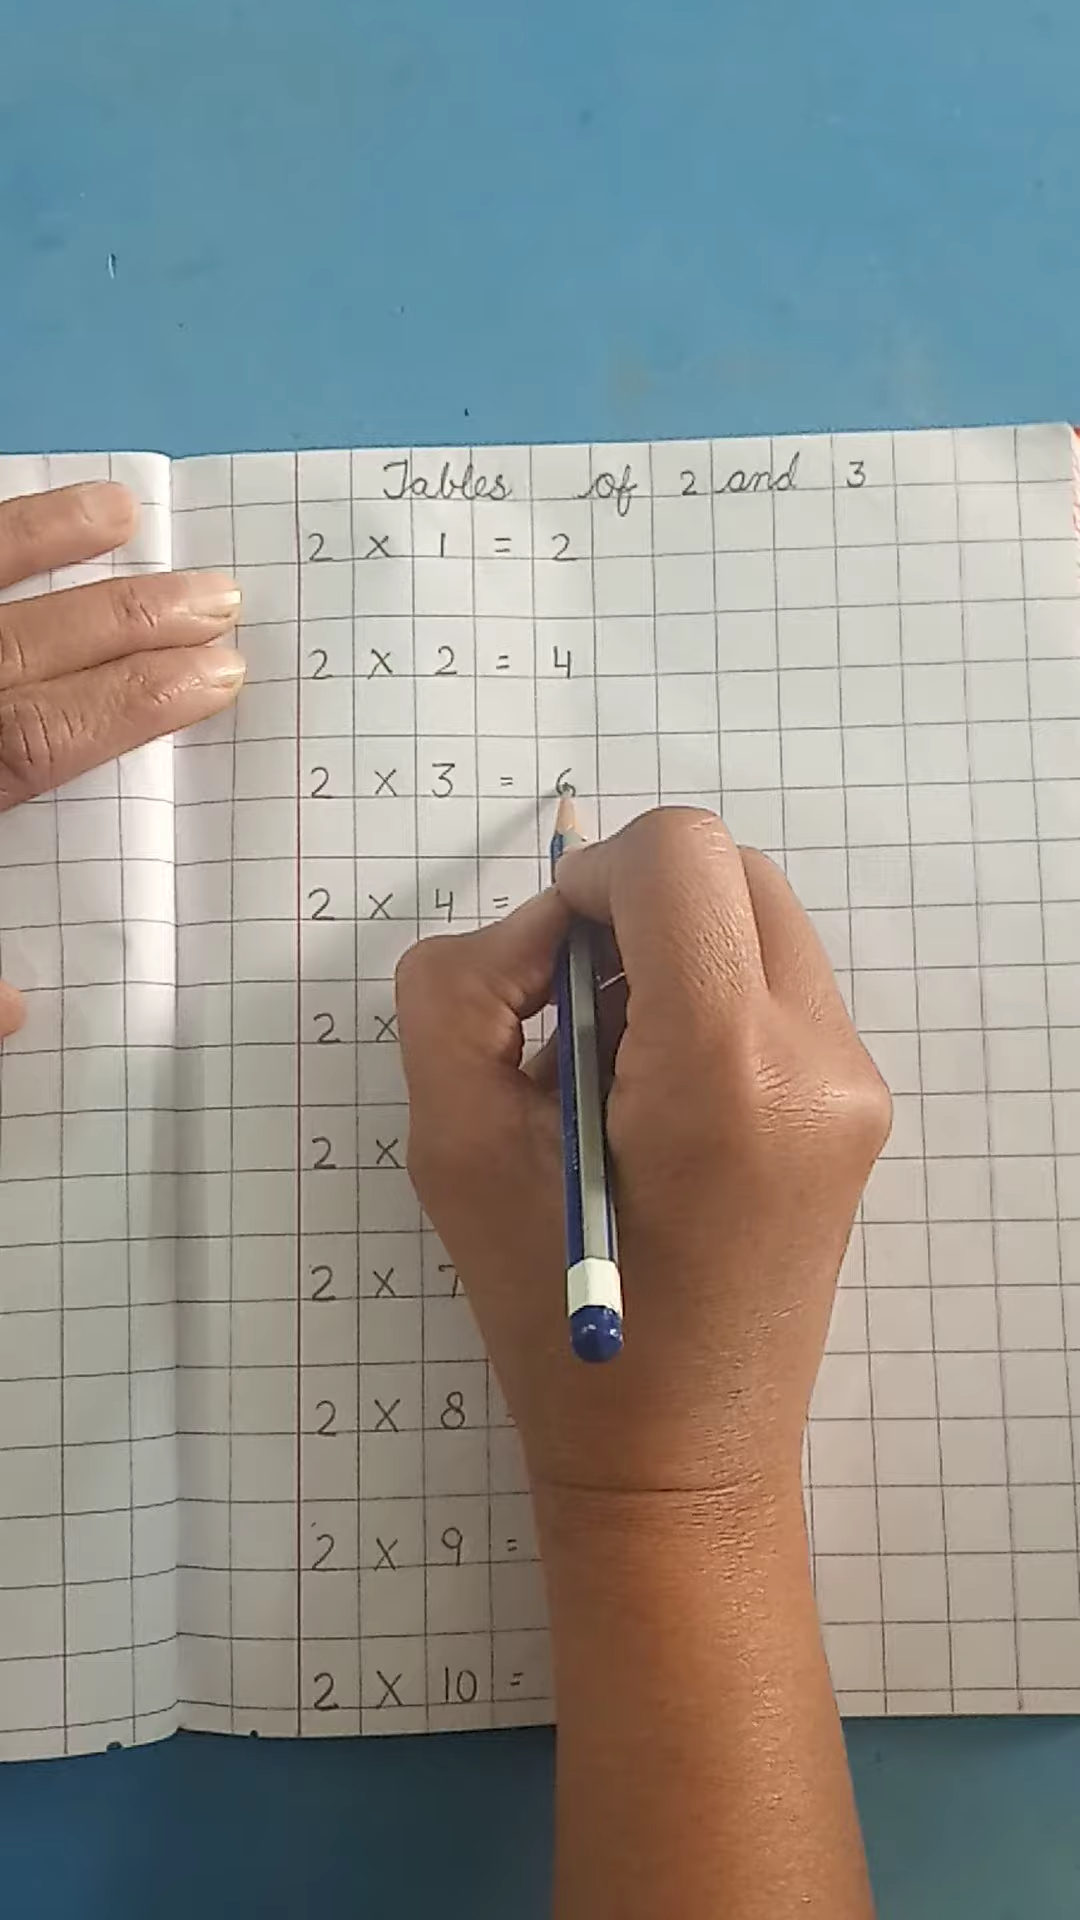 Tables of 2 and 3
2 × 1 = 2
2 × 2 = 4
2 × 3 = 6
2 × 4 =
2 ×
2 ×
2 × 7
2 × 8
2 × 9 =
2 × 10 =